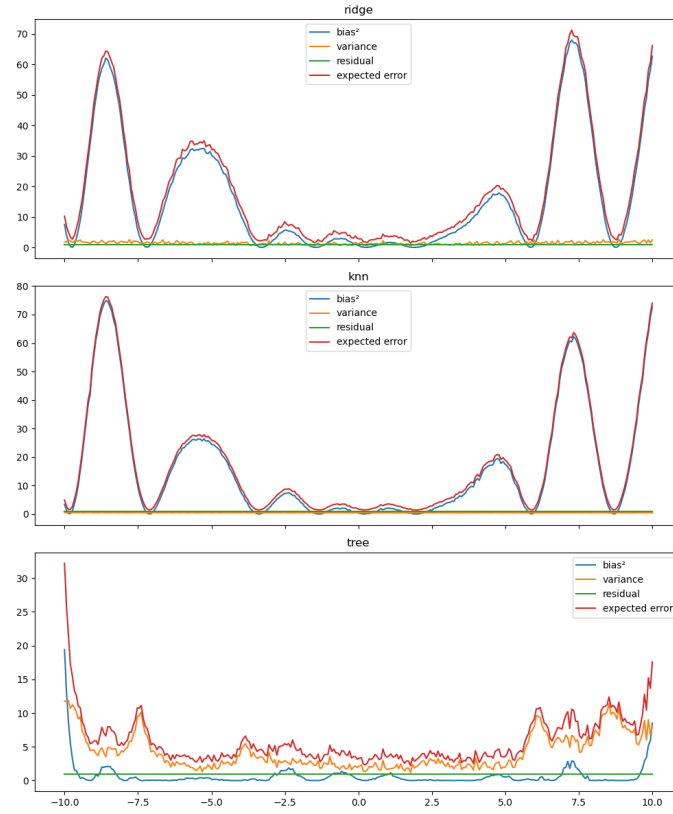 ridge
70
60
50
40
30
20
10
0
bias²
variance
residual
expected error
knn
80
70
60
50
40
30
20
10
0
bias²
variance
residual
expected error
tree
30
25
20
15
10
5
0
bias²
variance
residual
expected error
−10.0 −7.5 −5.0 −2.5 0.0 2.5 5.0 7.5 10.0